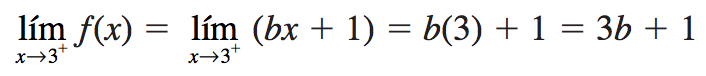 lím f(x) = lím (bx + 1) = b(3) + 1 = 3b + 1
x→3⁺ x→3⁺